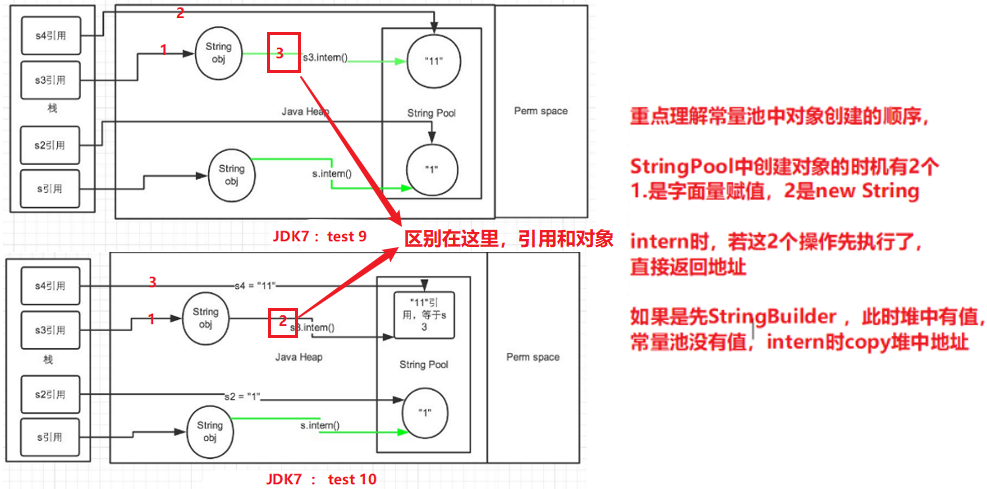 2
s4引用
1
String
obj
3
s3.intern()
"11"
s3引用
栈
Java Heap
String Pool
Perm space
s2引用
s引用
s.intern()
"1"
JDK7 : test 9
区别在这里，引用和对象
s4引用
3
s4 = "11"
s3引用
1
String
obj
2
s3.intern()
"11"引
用，等于s
3
栈
Java Heap
String Pool
Perm space
s2引用
s2 = "1"
s引用
String
obj
s.intern()
"1"
JDK7 : test 10
String
obj
重点理解常量池中对象创建的顺序，
StringPool中创建对象的时机有2个
1.是字面量赋值，2是new String
intern时，若这2个操作先执行了，
直接返回地址
如果是先StringBuilder ，此时堆中有值，
常量池没有值，intern时copy堆中地址